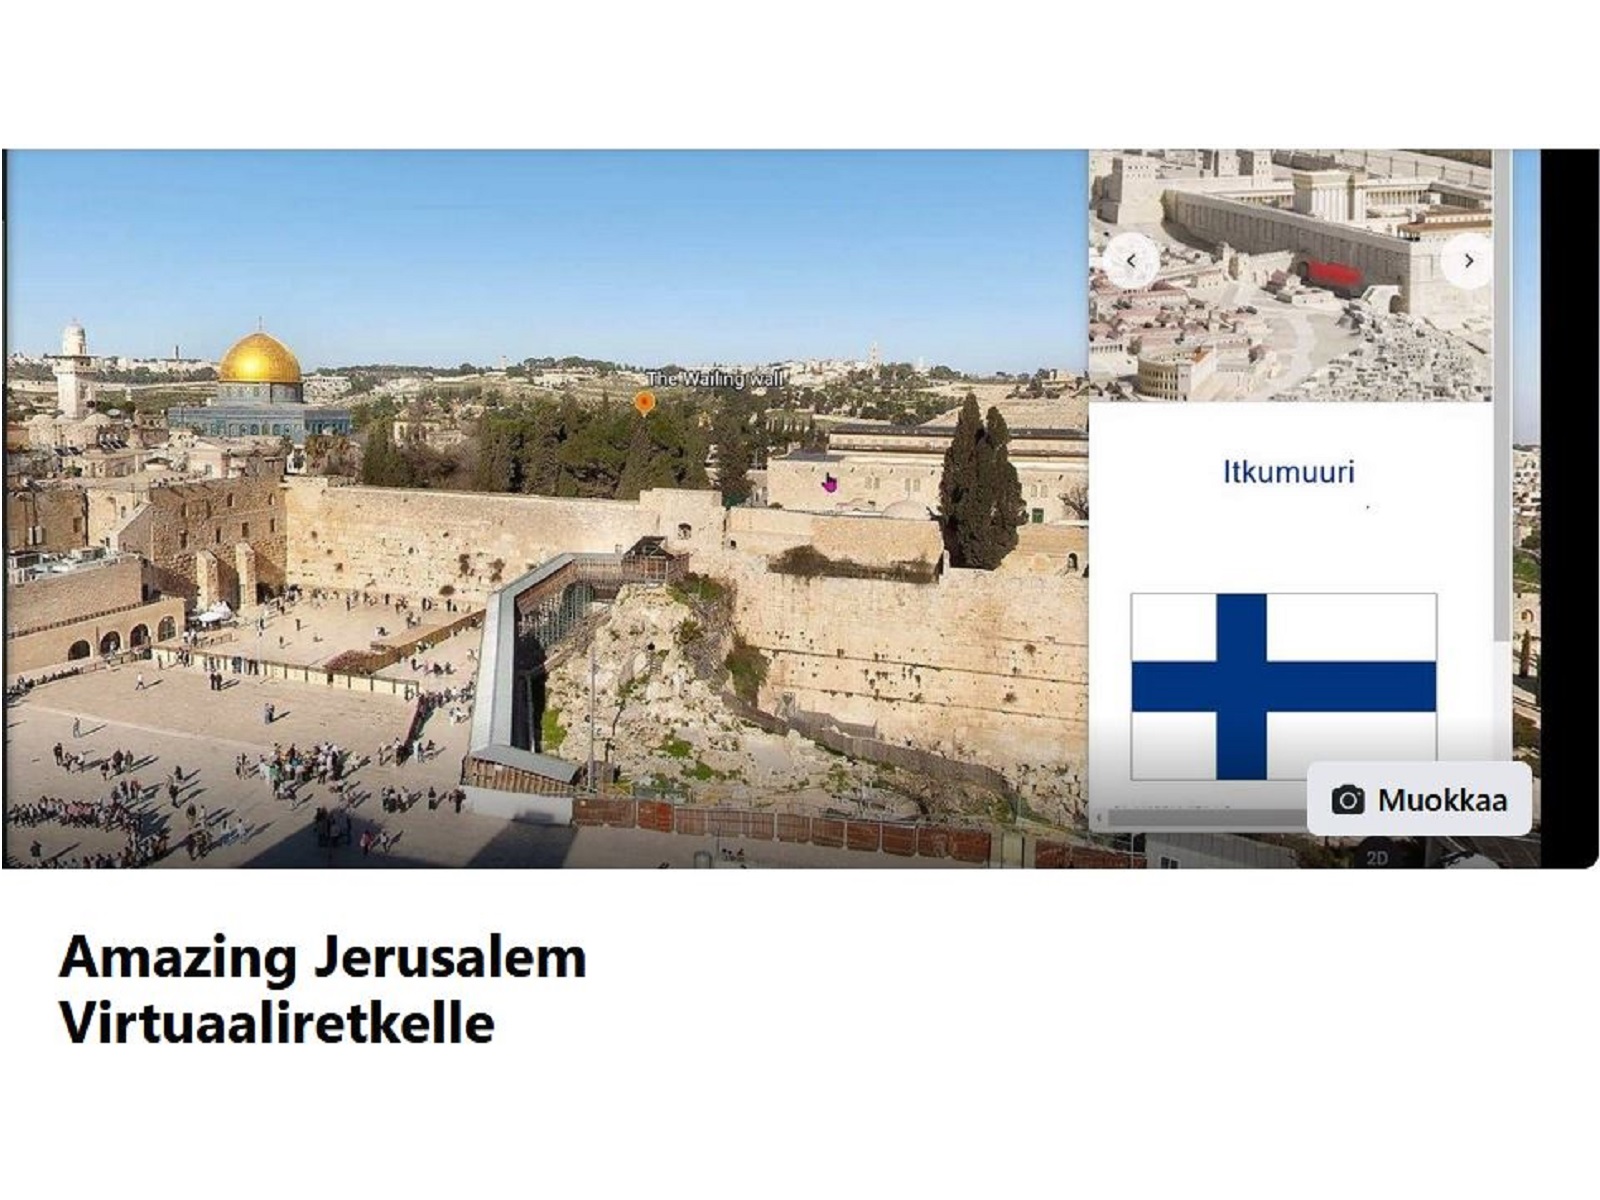 The Wailing wall
Itkumuuri
Muokkaa
2D
Amazing Jerusalem
Virtuaaliretkelle